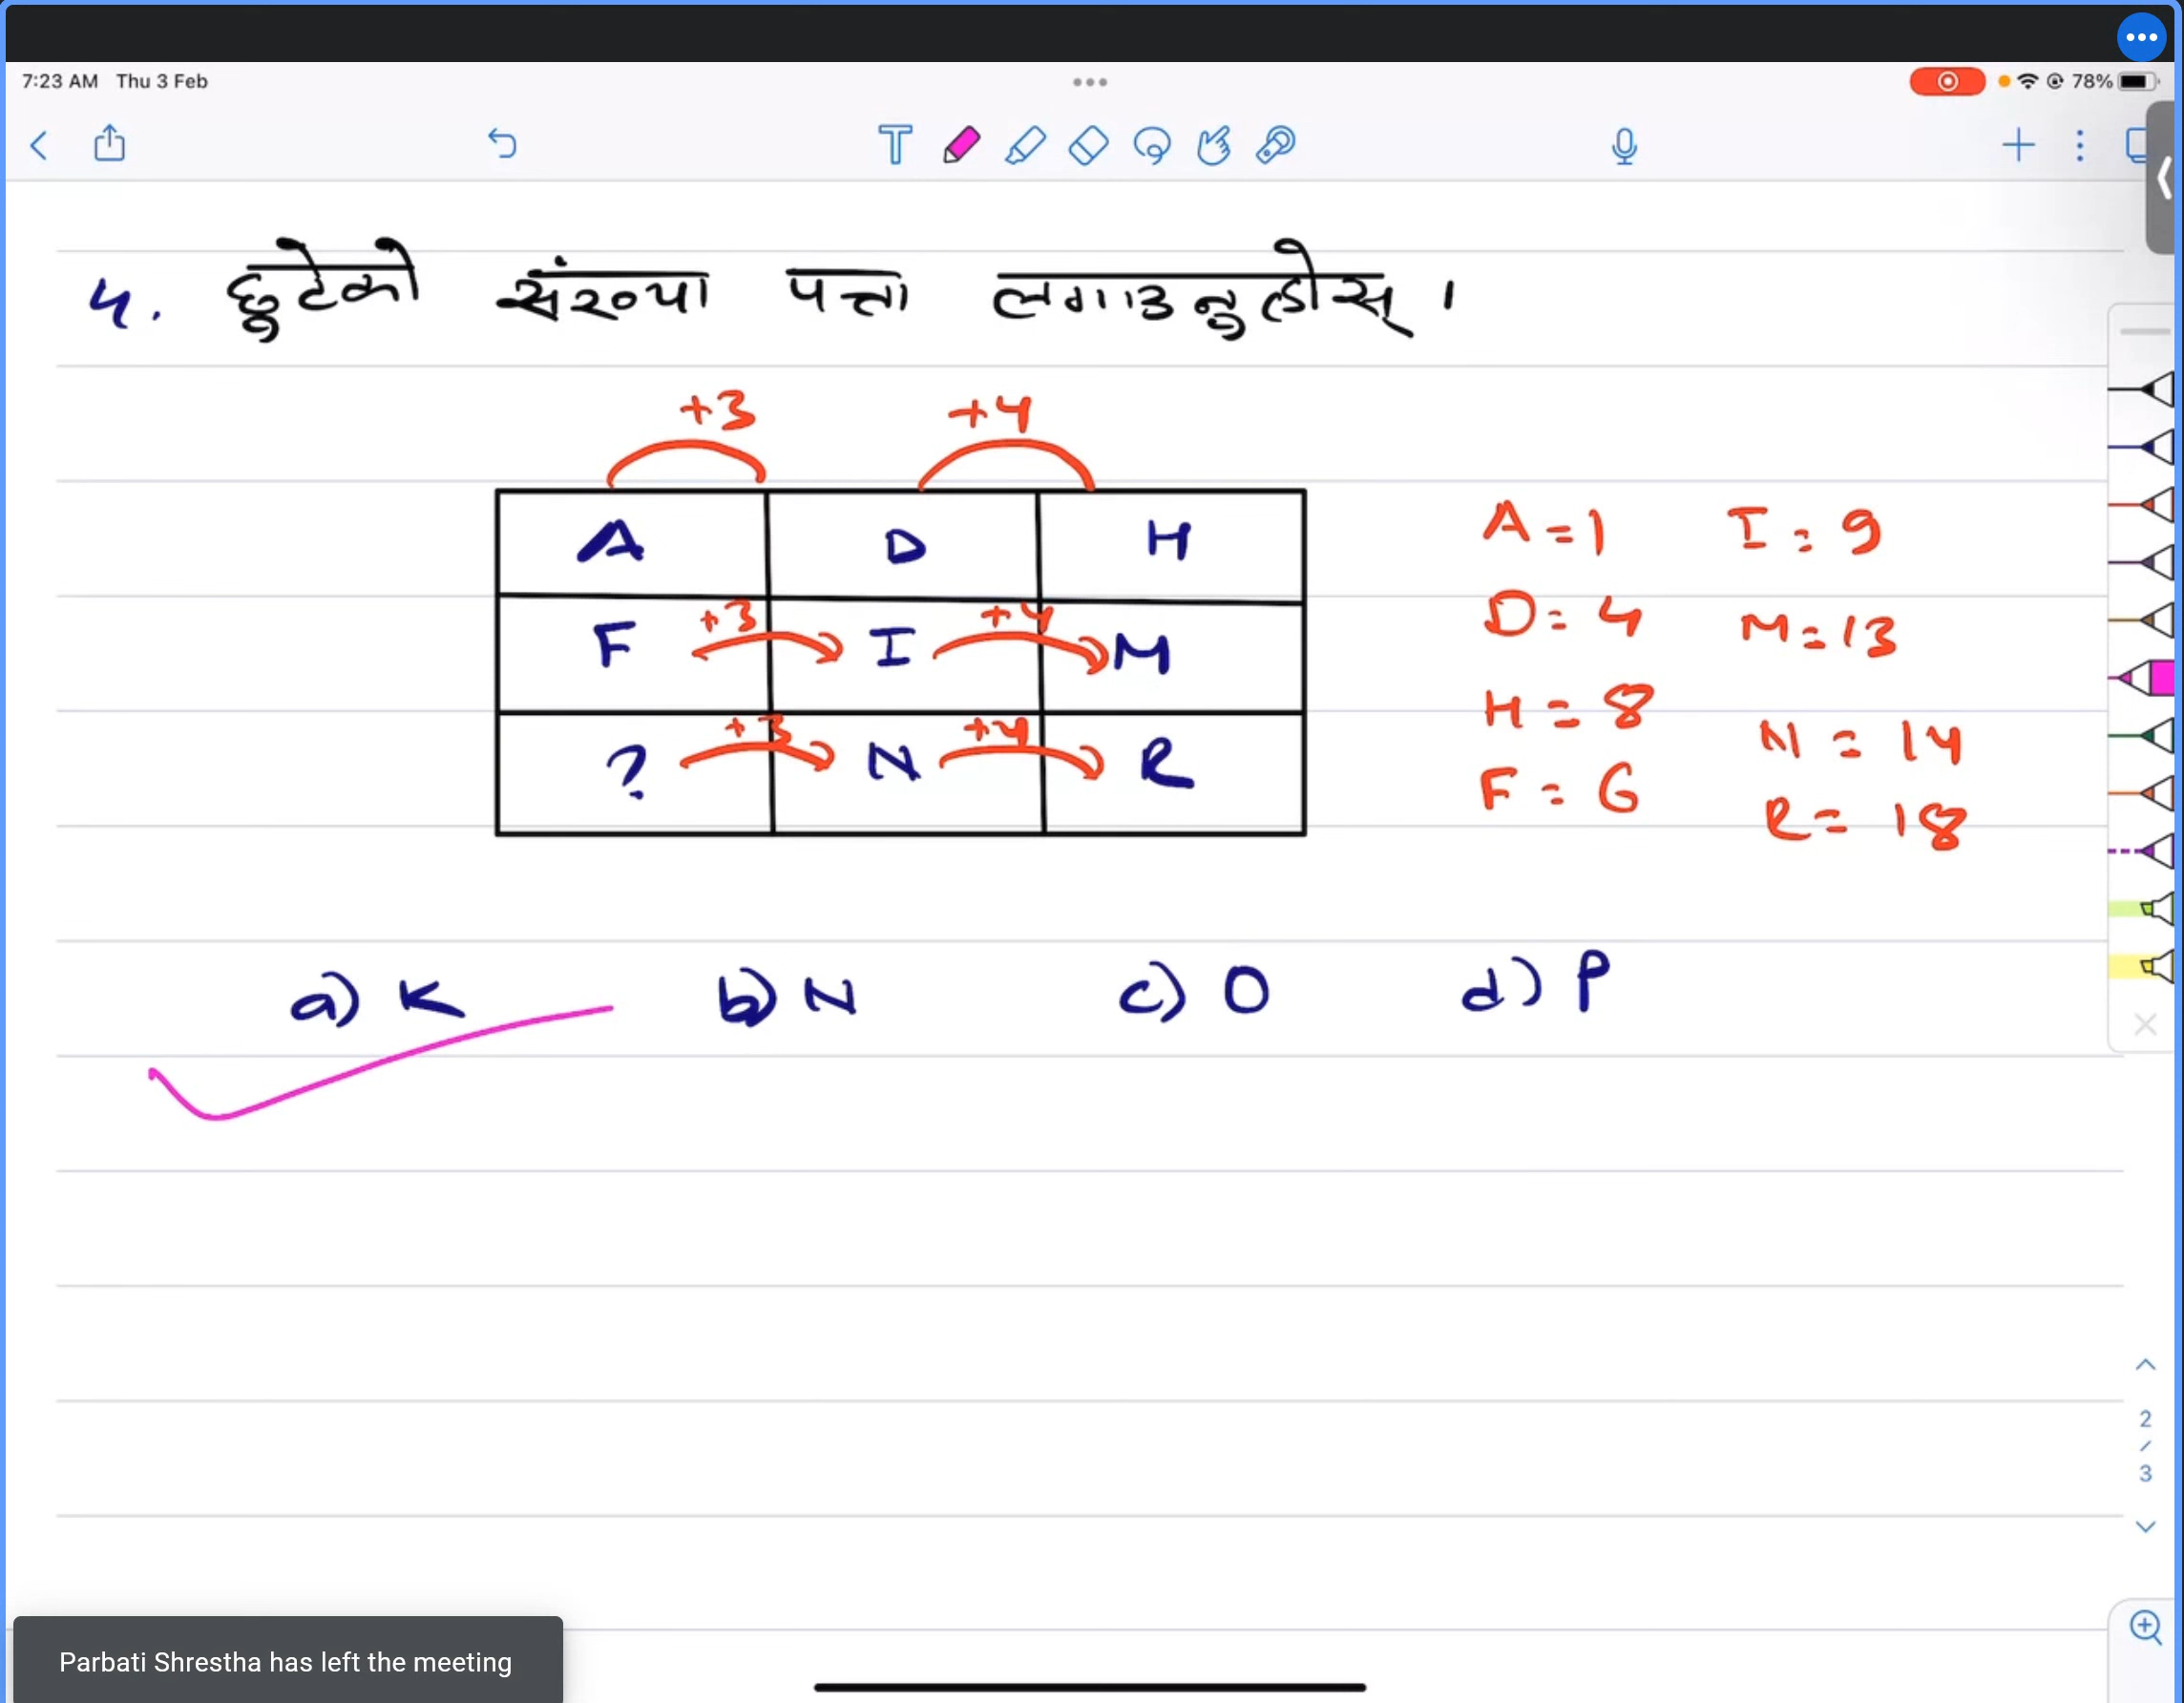 7:23 AM Thu 3 Feb
78%
५. छुटेको संख्या पत्ता लगाउनुहोस् ।
+3 +4
A D H
F +3 I +4 M
? +3 N +4 R
A = 1 I = 9
D = 4 M = 13
H = 8 N = 14
F = 6 R = 18
a) K b) N c) O d) P
2
/
3
Parbati Shrestha has left the meeting